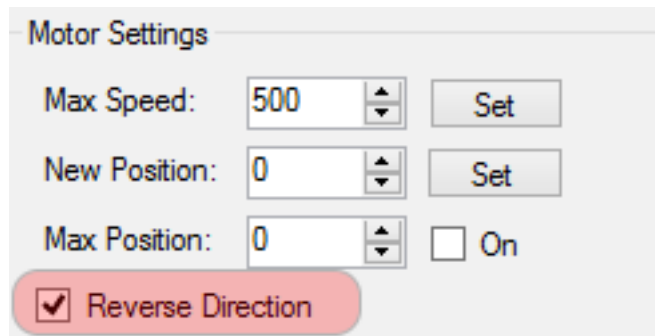 Motor Settings
Max Speed: 500 Set
New Position: 0 Set
Max Position: 0 On
Reverse Direction